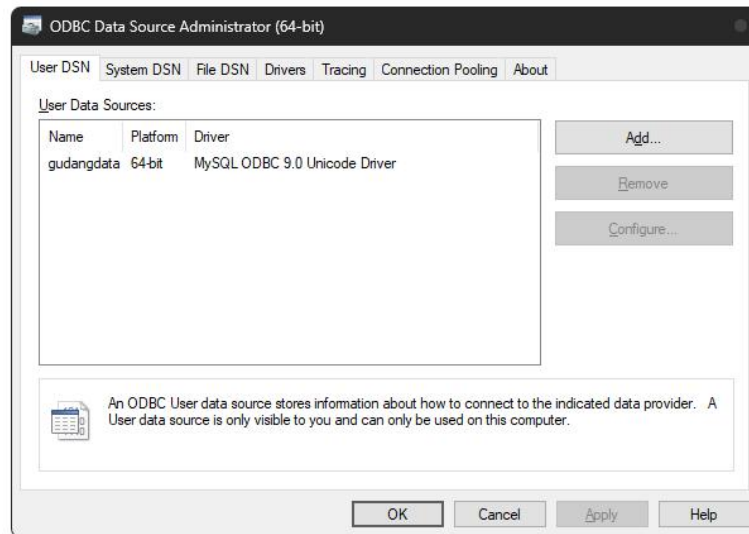 ODBC Data Source Administrator (64-bit)
User DSN System DSN File DSN Drivers Tracing Connection Pooling About
User Data Sources:
Name Platform Driver
gudangdata 64-bit MySQL ODBC 9.0 Unicode Driver
Add...
Remove
Configure...
An ODBC User data source stores information about how to connect to the indicated data provider. A
User data source is only visible to you and can only be used on this computer.
OK Cancel Apply Help